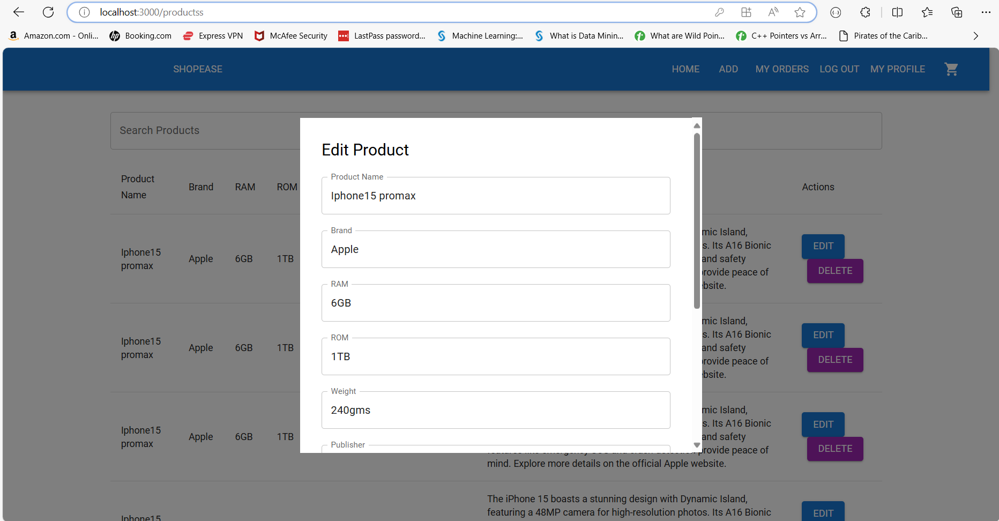 localhost:3000/productss
Amazon.com - Onli...
Booking.com
Express VPN
McAfee Security
LastPass password...
Machine Learning:...
What is Data Minin...
What are Wild Poin...
C++ Pointers vs Arr...
Pirates of the Carib...
SHOPEASE
HOME
ADD
MY ORDERS
LOG OUT
MY PROFILE
Search Products
Edit Product
Product Name
Iphone15 promax
Brand
Apple
RAM
6GB
ROM
1TB
Weight
240gms
Publisher
Product
Name
Brand
RAM
ROM
Actions
Iphone15
promax
Apple
6GB
1TB
mic Island,
s. Its A16 Bionic
and safety
provide peace of
bsite.
EDIT
DELETE
Iphone15
promax
Apple
6GB
1TB
mic Island,
s. Its A16 Bionic
and safety
provide peace of
bsite.
EDIT
DELETE
Iphone15
promax
Apple
6GB
1TB
mic Island,
s. Its A16 Bionic
and safety
provide peace of
mind. Explore more details on the official Apple website.
EDIT
DELETE
Iphone15
The iPhone 15 boasts a stunning design with Dynamic Island,
featuring a 48MP camera for high-resolution photos. Its A16 Bionic
EDIT